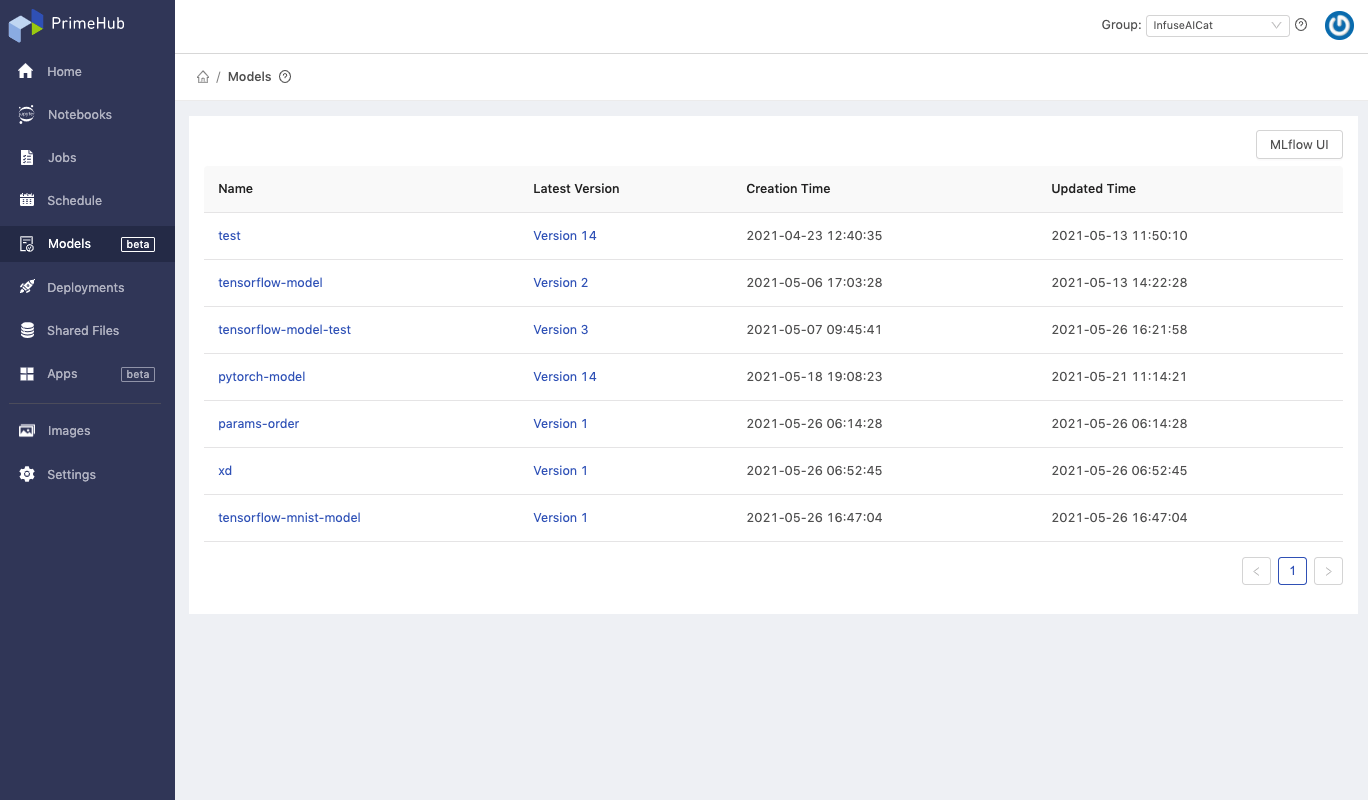 PrimeHub
Group: InfuseAICat
Home
Notebooks
Jobs
Schedule
Models beta
Deployments
Shared Files
Apps beta
Images
Settings
/ Models
MLflow UI
Name Latest Version Creation Time Updated Time
test Version 14 2021-04-23 12:40:35 2021-05-13 11:50:10
tensorflow-model Version 2 2021-05-06 17:03:28 2021-05-13 14:22:28
tensorflow-model-test Version 3 2021-05-07 09:45:41 2021-05-26 16:21:58
pytorch-model Version 14 2021-05-18 19:08:23 2021-05-21 11:14:21
params-order Version 1 2021-05-26 06:14:28 2021-05-26 06:14:28
xd Version 1 2021-05-26 06:52:45 2021-05-26 06:52:45
tensorflow-mnist-model Version 1 2021-05-26 16:47:04 2021-05-26 16:47:04
< 1 >